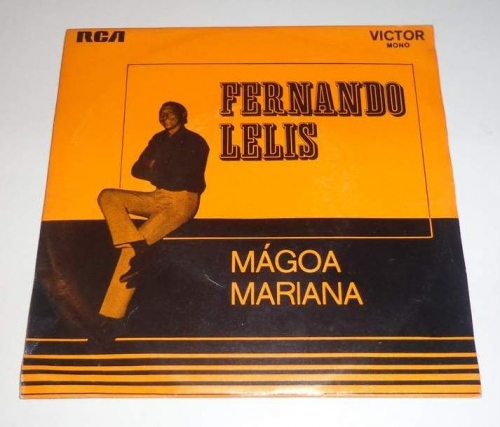 RCA
VICTOR
MONO
FERNANDO
LELIS
MÁGOA
MARIANA